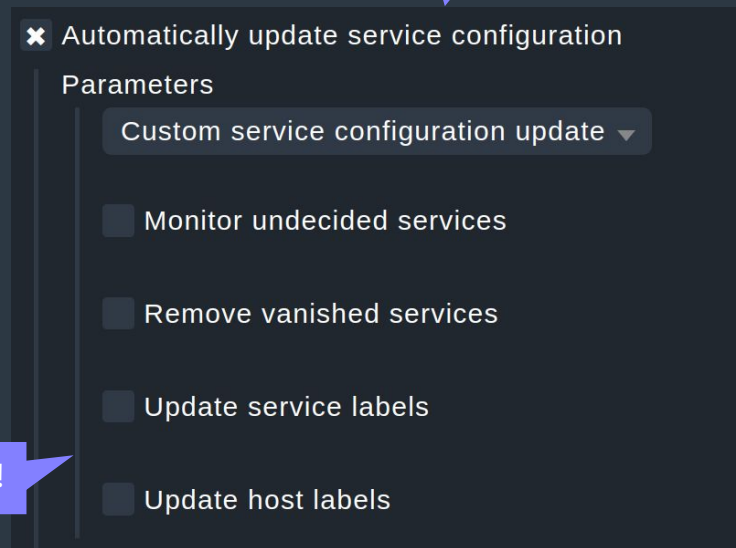 Automatically update service configuration
Parameters
Custom service configuration update
Monitor undecided services
Remove vanished services
Update service labels
!
Update host labels